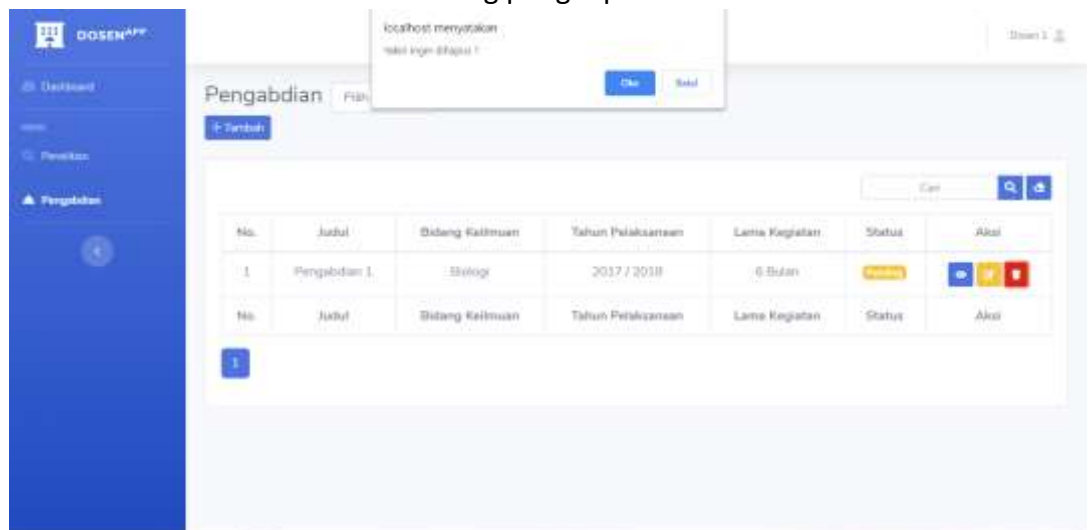 DOSENAPP
localhost menyatakan
Yakin ingin dihapus ?
Oke Batal
Dosen 1
Dashboard
Pengabdian
+ Tambah
Penelitian
Pengabdian
Cari
No. Judul Bidang Keilmuan Tahun Pelaksanaan Lama Kegiatan Status Aksi
1 Pengabdian 1 Biologi 2017 / 2018 6 Bulan Pending
No. Judul Bidang Keilmuan Tahun Pelaksanaan Lama Kegiatan Status Aksi
1